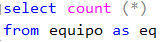 select count (*)
from equipo as eq